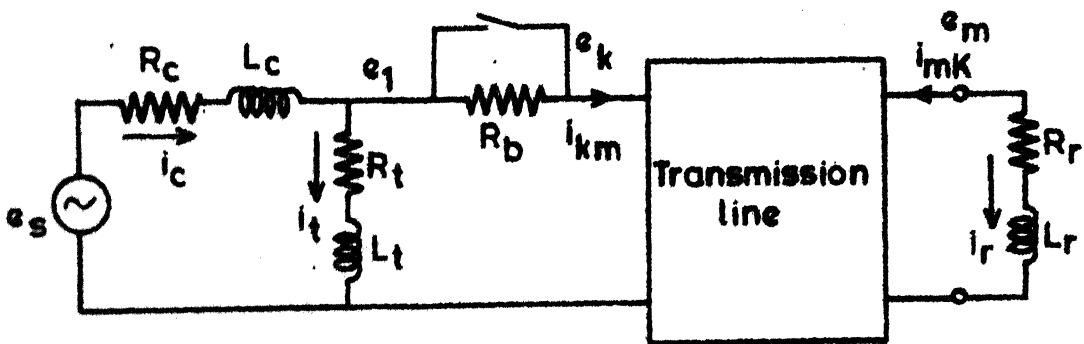 R_c
L_c
i_c
e_s
e_1
R_t
i_t
L_t
e_k
R_b
i_km
Transmission
line
e_m
i_mK
R_r
i_r
L_r